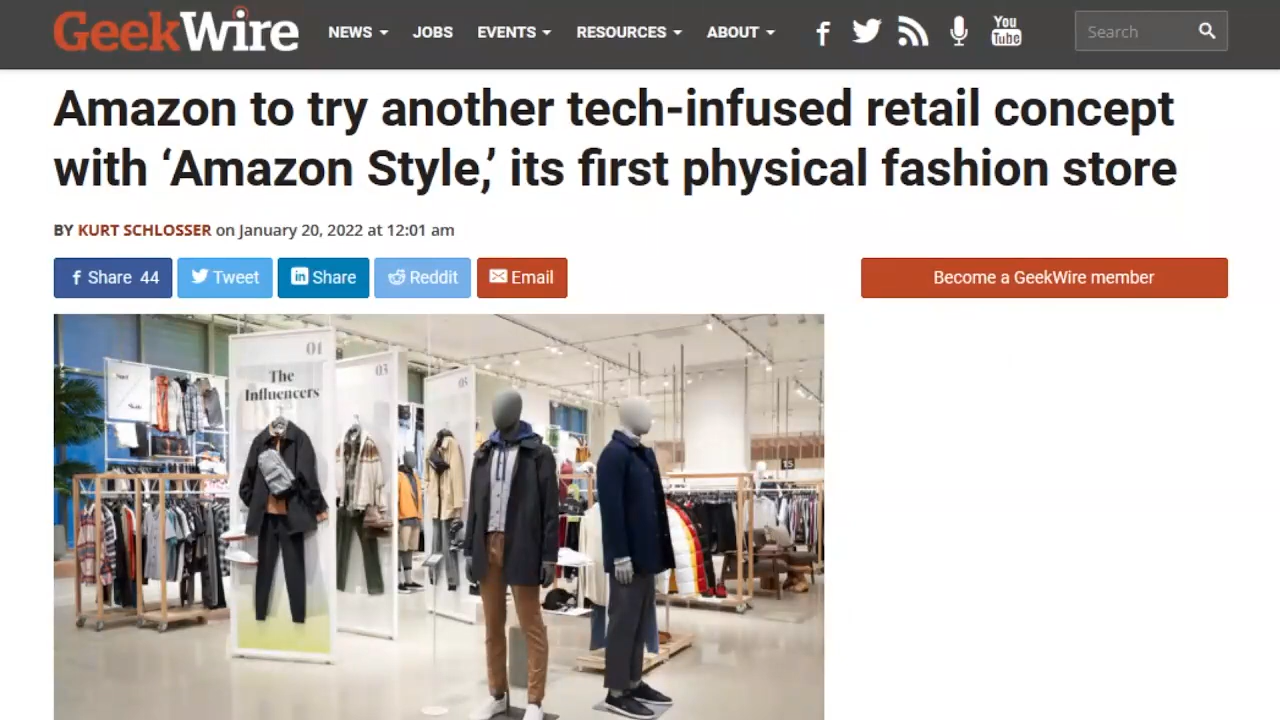 GeekWire NEWS JOBS EVENTS RESOURCES ABOUT You Tube Search
Amazon to try another tech-infused retail concept
with ‘Amazon Style,’ its first physical fashion store
BY KURT SCHLOSSER on January 20, 2022 at 12:01 am
f Share 44 Tweet in Share Reddit Email Become a GeekWire member
01
The
Influencers
03